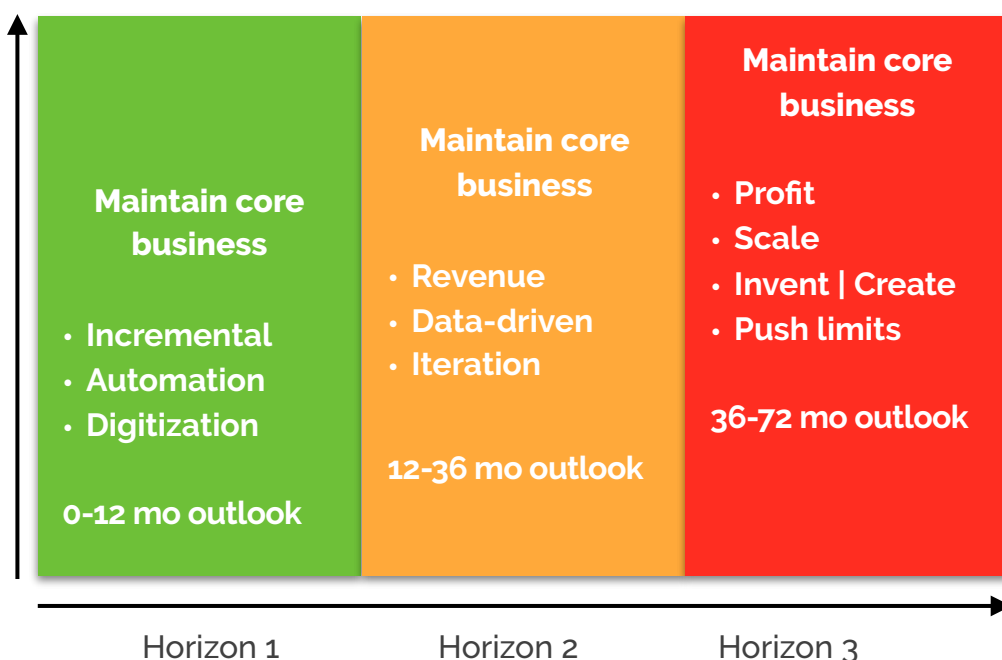 Maintain core
business
• Incremental
• Automation
• Digitization
0-12 mo outlook
Maintain core
business
• Revenue
• Data-driven
• Iteration
12-36 mo outlook
Maintain core
business
• Profit
• Scale
• Invent | Create
• Push limits
36-72 mo outlook
Horizon 1
Horizon 2
Horizon 3